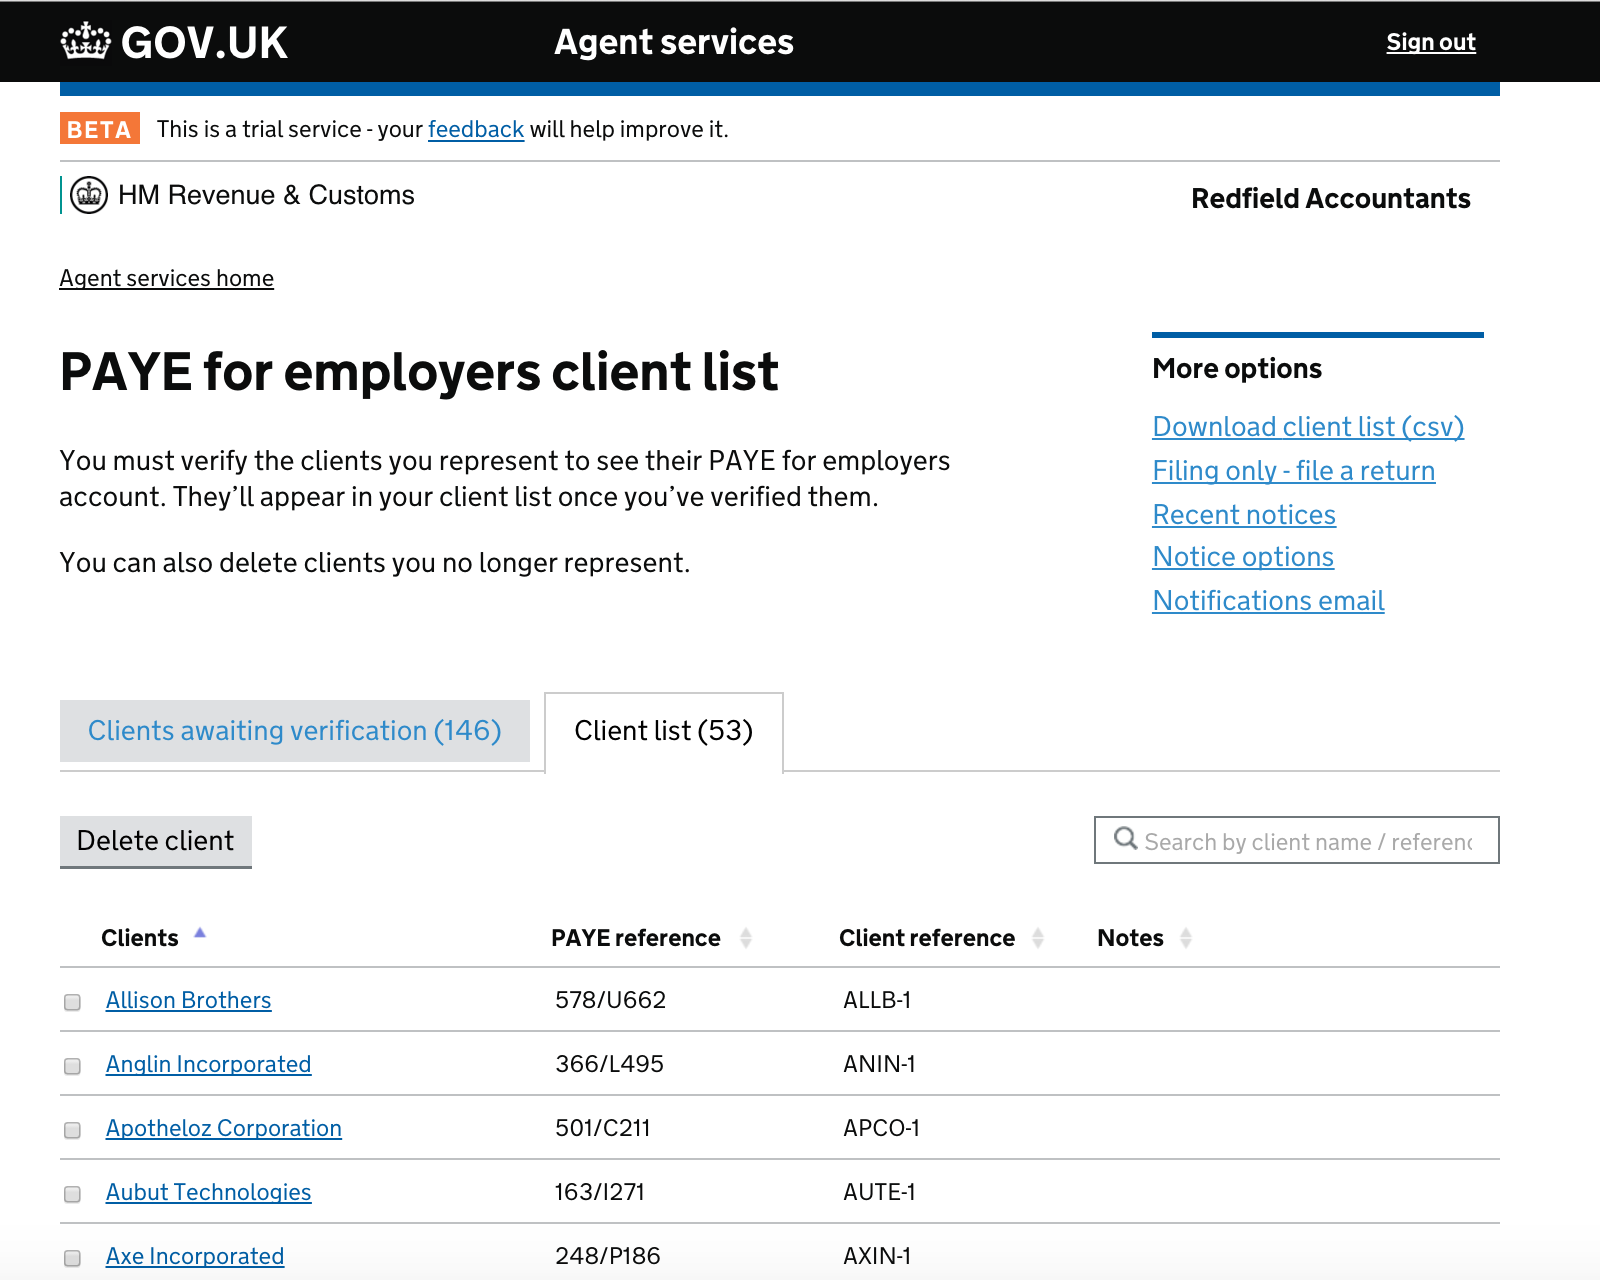 GOV.UK
Agent services
Sign out
BETA This is a trial service - your feedback will help improve it.
HM Revenue & Customs
Redfield Accountants
Agent services home
PAYE for employers client list
You must verify the clients you represent to see their PAYE for employers
account. They’ll appear in your client list once you’ve verified them.
You can also delete clients you no longer represent.
More options
Download client list (csv)
Filing only - file a return
Recent notices
Notice options
Notifications email
Clients awaiting verification (146)
Client list (53)
Delete client
Search by client name / referenc
Clients PAYE reference Client reference Notes
Allison Brothers 578/U662 ALLB-1
Anglin Incorporated 366/L495 ANIN-1
Apotheloz Corporation 501/C211 APCO-1
Aubut Technologies 163/I271 AUTE-1
Axe Incorporated 248/P186 AXIN-1